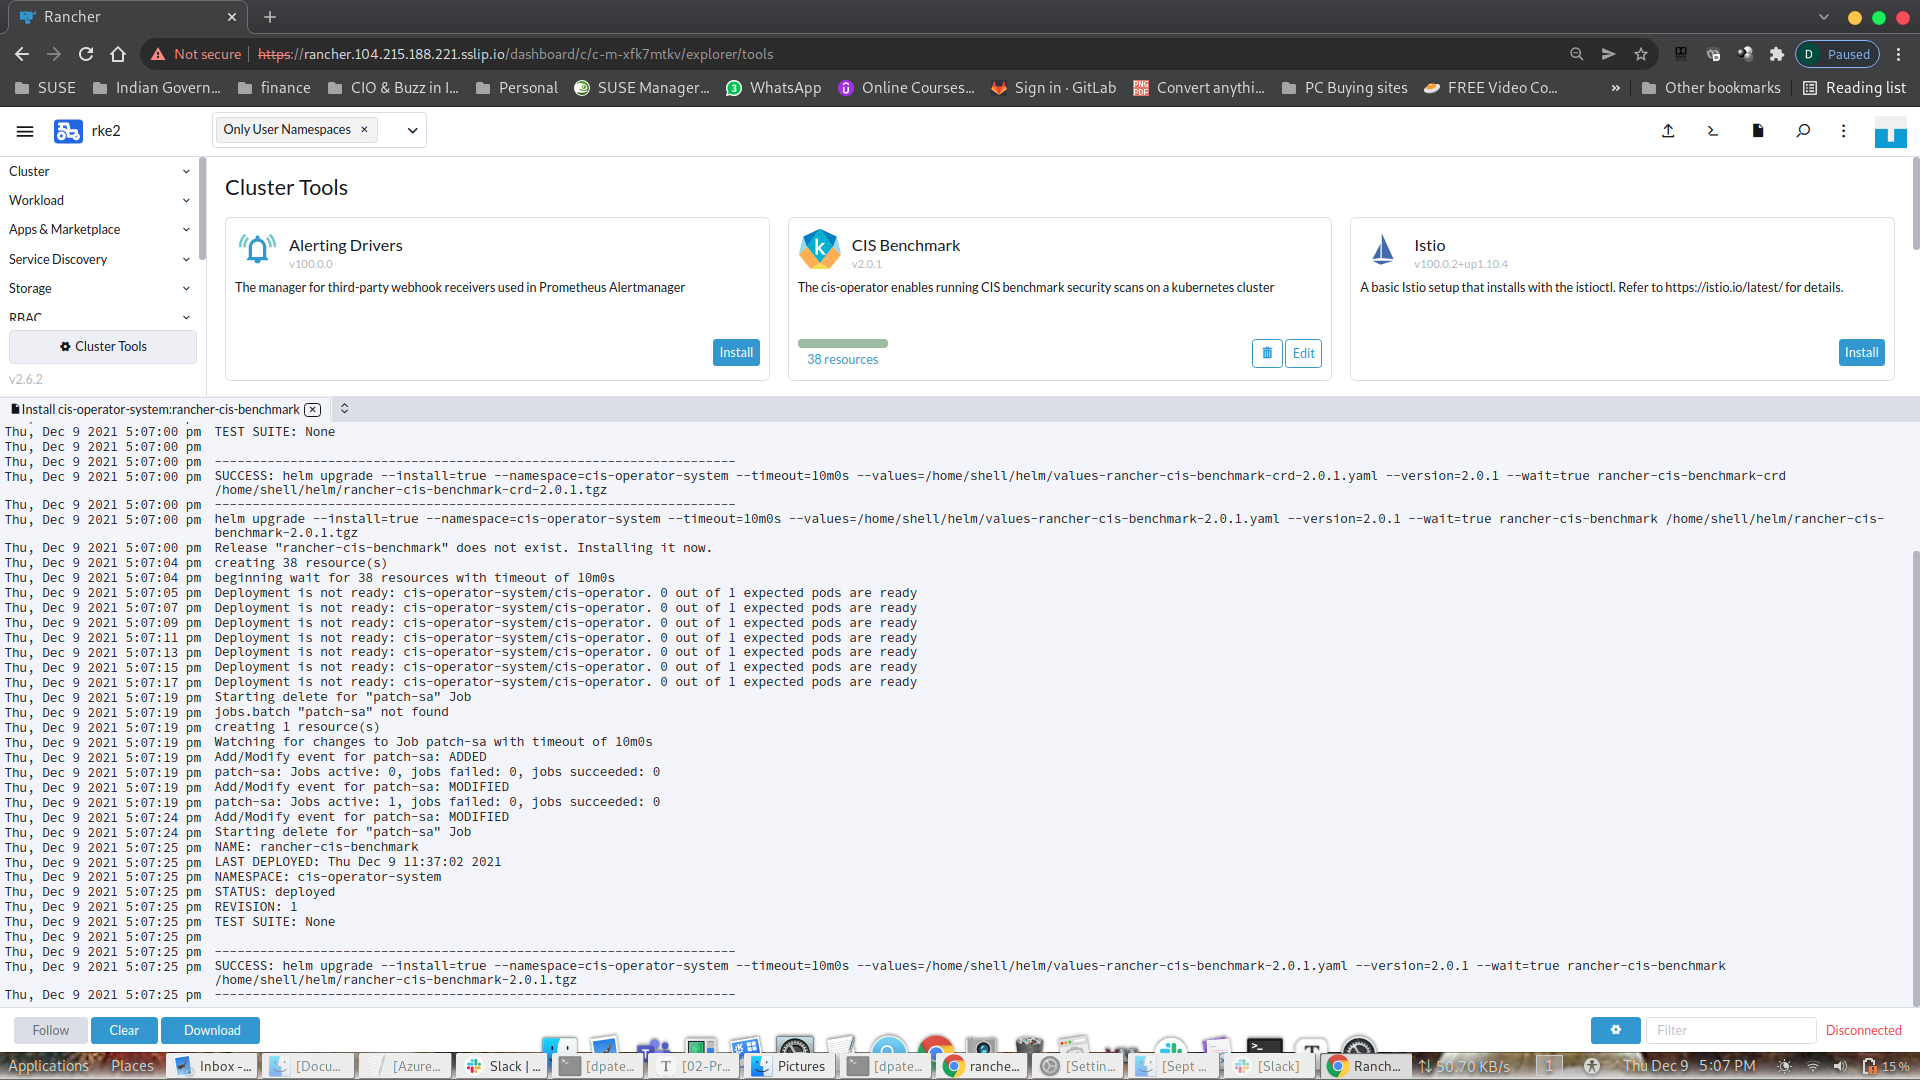 Rancher
Not secure
https://rancher.104.215.188.221.sslip.io/dashboard/c/c-m-xfk7mtkv/explorer/tools
D Paused
SUSE
Indian Govern...
finance
CIO & Buzz in I...
Personal
SUSE Manager...
WhatsApp
Online Courses...
Sign in · GitLab
Convert anythi...
PC Buying sites
FREE Video Co...
»
Other bookmarks
Reading list
rke2
Only User Namespaces
Cluster
Workload
Apps & Marketplace
Service Discovery
Storage
RBAC
Cluster Tools
v2.6.2
Cluster Tools
Alerting Drivers
v100.0.0
The manager for third-party webhook receivers used in Prometheus Alertmanager
Install
CIS Benchmark
v2.0.1
The cis-operator enables running CIS benchmark security scans on a kubernetes cluster
38 resources
Edit
Istio
v100.0.2+up1.10.4
A basic Istio setup that installs with the istioctl. Refer to https://istio.io/latest/ for details.
Install
Install cis-operator-system:rancher-cis-benchmark
Thu, Dec 9 2021 5:07:00 pm TEST SUITE: None
Thu, Dec 9 2021 5:07:00 pm
Thu, Dec 9 2021 5:07:00 pm ---------------------------------------------------------------------
Thu, Dec 9 2021 5:07:00 pm SUCCESS: helm upgrade --install=true --namespace=cis-operator-system --timeout=10m0s --values=/home/shell/helm/values-rancher-cis-benchmark-crd-2.0.1.yaml --version=2.0.1 --wait=true rancher-cis-benchmark-crd
/home/shell/helm/rancher-cis-benchmark-crd-2.0.1.tgz
Thu, Dec 9 2021 5:07:00 pm ---------------------------------------------------------------------
Thu, Dec 9 2021 5:07:00 pm helm upgrade --install=true --namespace=cis-operator-system --timeout=10m0s --values=/home/shell/helm/values-rancher-cis-benchmark-2.0.1.yaml --version=2.0.1 --wait=true rancher-cis-benchmark /home/shell/helm/rancher-cis-
benchmark-2.0.1.tgz
Thu, Dec 9 2021 5:07:00 pm Release "rancher-cis-benchmark" does not exist. Installing it now.
Thu, Dec 9 2021 5:07:04 pm creating 38 resource(s)
Thu, Dec 9 2021 5:07:04 pm beginning wait for 38 resources with timeout of 10m0s
Thu, Dec 9 2021 5:07:05 pm Deployment is not ready: cis-operator-system/cis-operator. 0 out of 1 expected pods are ready
Thu, Dec 9 2021 5:07:07 pm Deployment is not ready: cis-operator-system/cis-operator. 0 out of 1 expected pods are ready
Thu, Dec 9 2021 5:07:09 pm Deployment is not ready: cis-operator-system/cis-operator. 0 out of 1 expected pods are ready
Thu, Dec 9 2021 5:07:11 pm Deployment is not ready: cis-operator-system/cis-operator. 0 out of 1 expected pods are ready
Thu, Dec 9 2021 5:07:13 pm Deployment is not ready: cis-operator-system/cis-operator. 0 out of 1 expected pods are ready
Thu, Dec 9 2021 5:07:15 pm Deployment is not ready: cis-operator-system/cis-operator. 0 out of 1 expected pods are ready
Thu, Dec 9 2021 5:07:17 pm Deployment is not ready: cis-operator-system/cis-operator. 0 out of 1 expected pods are ready
Thu, Dec 9 2021 5:07:19 pm Starting delete for "patch-sa" Job
Thu, Dec 9 2021 5:07:19 pm jobs.batch "patch-sa" not found
Thu, Dec 9 2021 5:07:19 pm creating 1 resource(s)
Thu, Dec 9 2021 5:07:19 pm Watching for changes to Job patch-sa with timeout of 10m0s
Thu, Dec 9 2021 5:07:19 pm Add/Modify event for patch-sa: ADDED
Thu, Dec 9 2021 5:07:19 pm patch-sa: Jobs active: 0, jobs failed: 0, jobs succeeded: 0
Thu, Dec 9 2021 5:07:19 pm Add/Modify event for patch-sa: MODIFIED
Thu, Dec 9 2021 5:07:19 pm patch-sa: Jobs active: 1, jobs failed: 0, jobs succeeded: 0
Thu, Dec 9 2021 5:07:24 pm Add/Modify event for patch-sa: MODIFIED
Thu, Dec 9 2021 5:07:24 pm Starting delete for "patch-sa" Job
Thu, Dec 9 2021 5:07:25 pm NAME: rancher-cis-benchmark
Thu, Dec 9 2021 5:07:25 pm LAST DEPLOYED: Thu Dec 9 11:37:02 2021
Thu, Dec 9 2021 5:07:25 pm NAMESPACE: cis-operator-system
Thu, Dec 9 2021 5:07:25 pm STATUS: deployed
Thu, Dec 9 2021 5:07:25 pm REVISION: 1
Thu, Dec 9 2021 5:07:25 pm TEST SUITE: None
Thu, Dec 9 2021 5:07:25 pm
Thu, Dec 9 2021 5:07:25 pm ---------------------------------------------------------------------
Thu, Dec 9 2021 5:07:25 pm SUCCESS: helm upgrade --install=true --namespace=cis-operator-system --timeout=10m0s --values=/home/shell/helm/values-rancher-cis-benchmark-2.0.1.yaml --version=2.0.1 --wait=true rancher-cis-benchmark
/home/shell/helm/rancher-cis-benchmark-2.0.1.tgz
Thu, Dec 9 2021 5:07:25 pm ---------------------------------------------------------------------
Follow
Clear
Download
Filter
Disconnected
Applications
Places
Inbox -...
[Docu...
[Azure...
Slack | ...
[dpate...
[02-Pr...
Pictures
[dpate...
ranche...
[Settin...
[Sept ...
[Slack]
Ranch...
50.70 KB/s
1
Thu Dec 9 5:07 PM
15 %